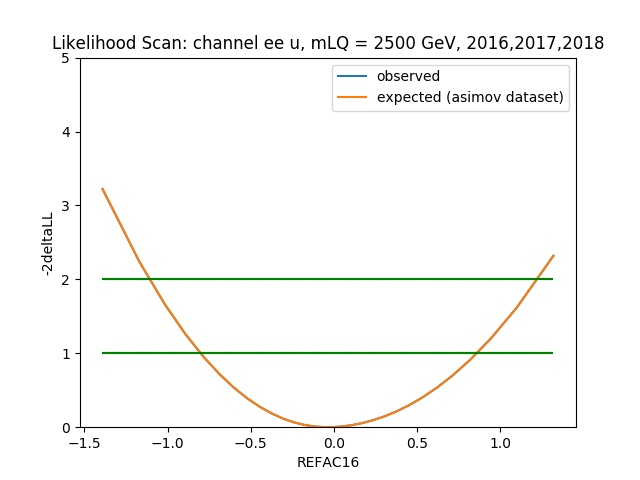 Likelihood Scan: channel ee u, mLQ = 2500 GeV, 2016,2017,2018
observed
expected (asimov dataset)
5
4
3
2
1
0
-2deltaLL
−1.5 −1.0 −0.5 0.0 0.5 1.0
REFAC16